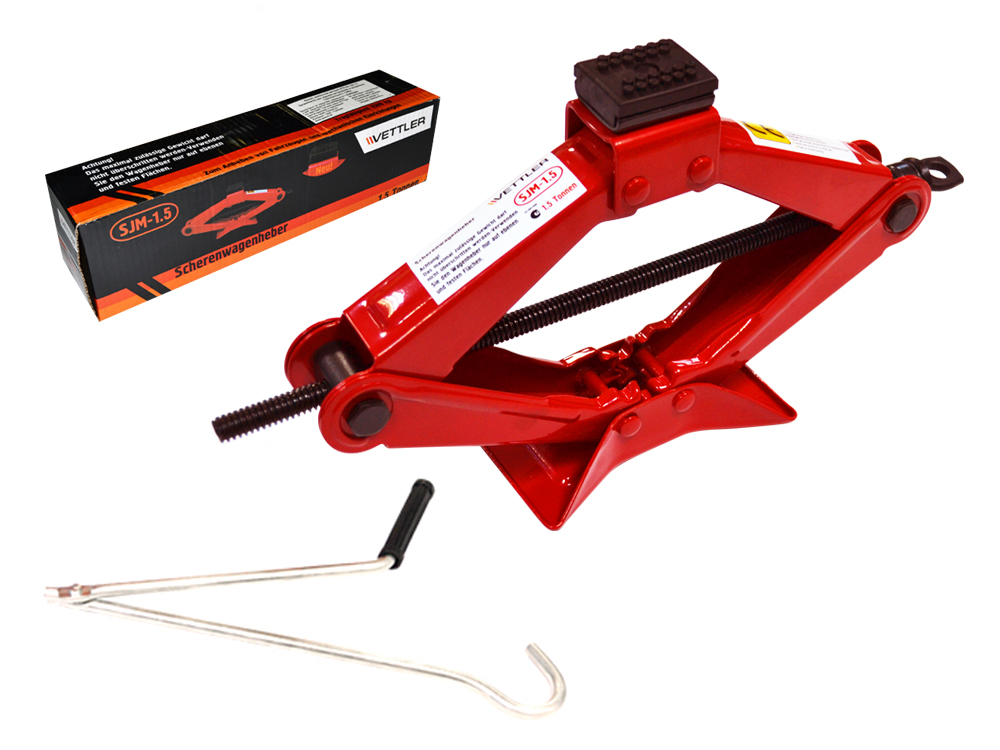 Achtung!
Das maximal zulässige Gewicht darf
nicht überschritten werden-Verwenden
Sie den Wagenheber nur auf ebenen
und festen Flächen.
VETTLER
Zum Anheben von Fahrzeugen
Neu!
SJM-1.5
1.5 Tonnen
Scherenwagenheber
VETTLER
SJM-1.5
1.5 Tonnen
Scherenwagenheber
Achtung!
Das maximal zulässige Gewicht darf
nicht überschritten werden-Verwenden
Sie den Wagenheber nur auf ebenen
und festen Flächen.